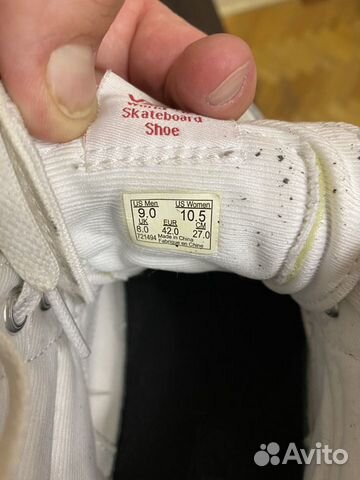 Skateboard
Shoe
US Men US Women
9.0 10.5
UK EUR CM
8.0 42.0 27.0
721494 Made in China
Fabriqué en Chine
Avito